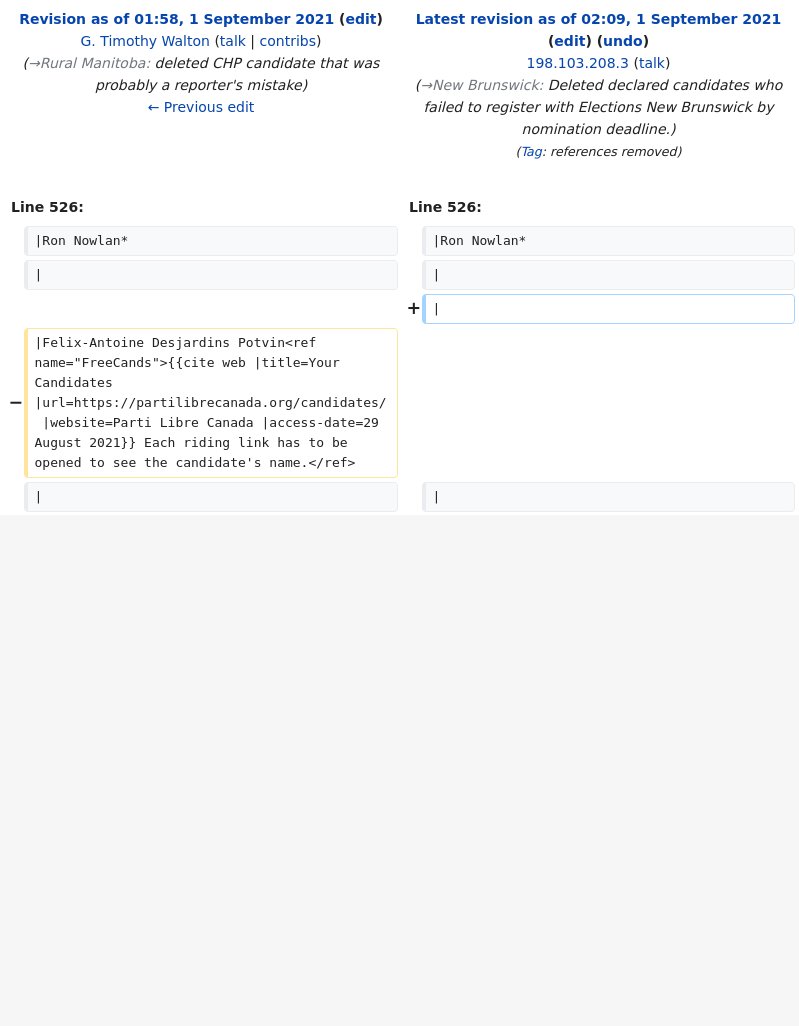 Revision as of 01:58, 1 September 2021 (edit)
G. Timothy Walton (talk | contribs)
(→Rural Manitoba: deleted CHP candidate that was
probably a reporter's mistake)
← Previous edit
Latest revision as of 02:09, 1 September 2021
(edit) (undo)
198.103.208.3 (talk)
(→New Brunswick: Deleted declared candidates who
failed to register with Elections New Brunswick by
nomination deadline.)
(Tag: references removed)
Line 526:
Line 526:
|Ron Nowlan*
|Ron Nowlan*
|
|
+ |
− |Felix-Antoine Desjardins Potvin<ref
name="FreeCands">{{cite web |title=Your
Candidates
|url=https://partilibrecanada.org/candidates/
|website=Parti Libre Canada |access-date=29
August 2021}} Each riding link has to be
opened to see the candidate's name.</ref>
|
|